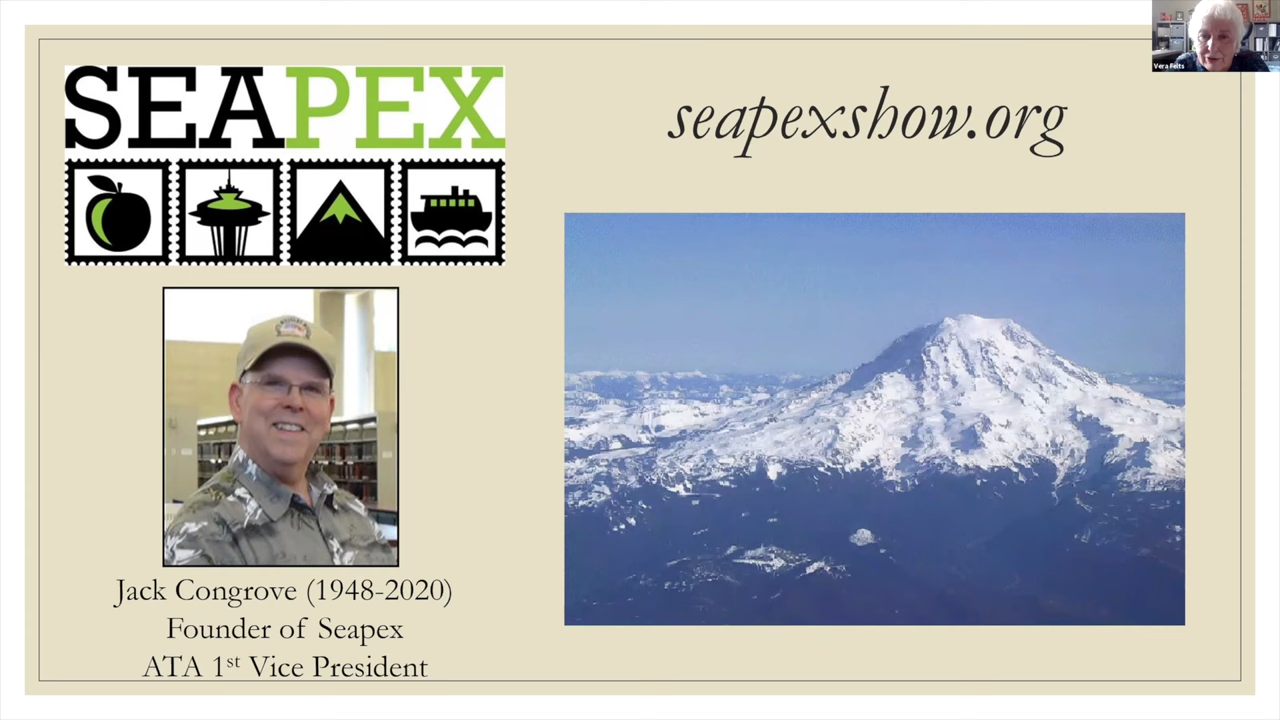 SEAPEX
seapexshow.org
Jack Congrove (1948-2020)
Founder of Seapex
ATA 1st Vice President
Vera Felts